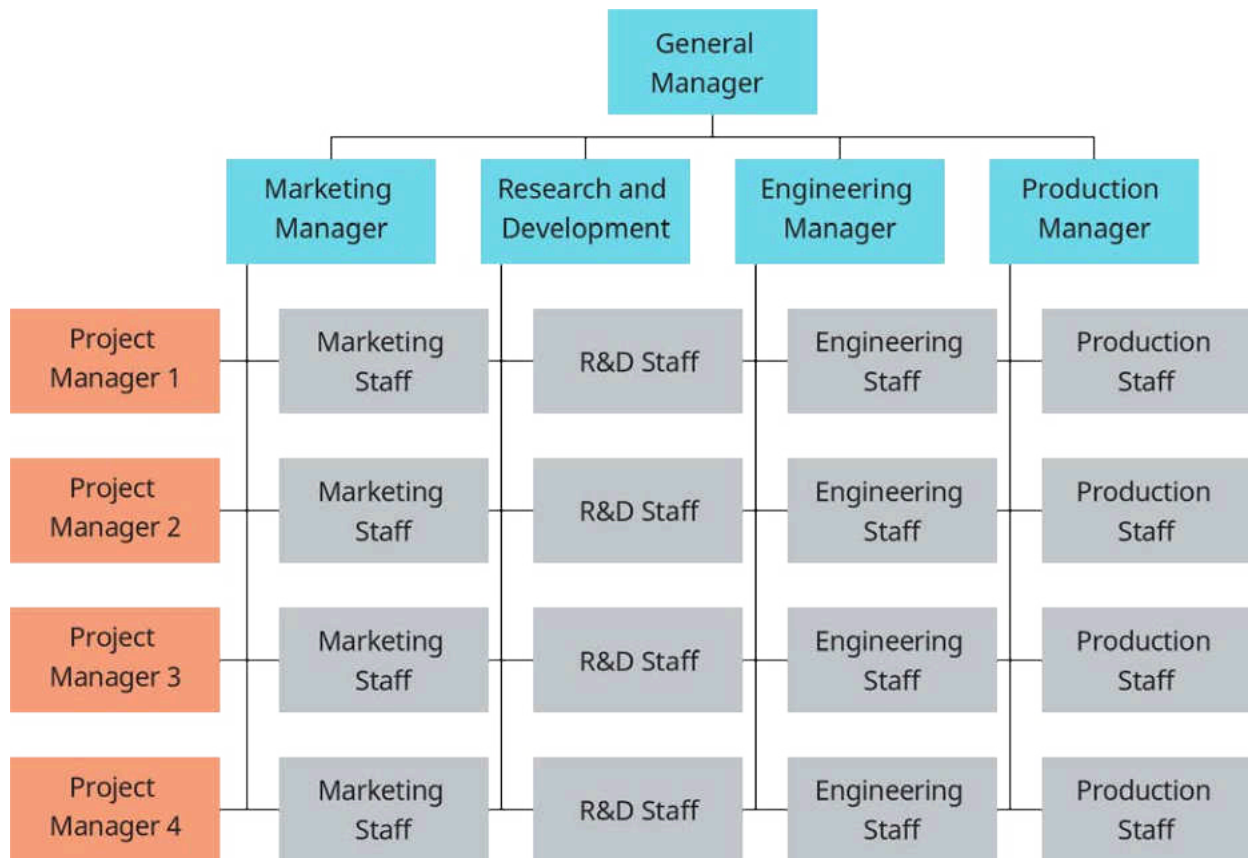 General
Manager
Marketing
Manager
Research and
Development
Engineering
Manager
Production
Manager
Project
Manager 1
Marketing
Staff
R&D Staff
Engineering
Staff
Production
Staff
Project
Manager 2
Marketing
Staff
R&D Staff
Engineering
Staff
Production
Staff
Project
Manager 3
Marketing
Staff
R&D Staff
Engineering
Staff
Production
Staff
Project
Manager 4
Marketing
Staff
R&D Staff
Engineering
Staff
Production
Staff